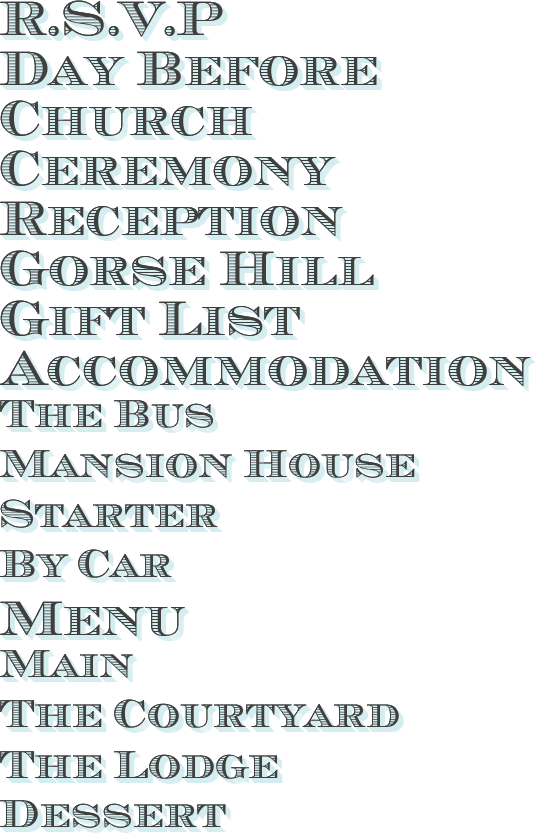 R.S.V.P
Day Before
Church
Ceremony
Reception
Gorse Hill
Gift List
Accommodation
The Bus
Mansion House
Starter
By Car
Menu
Main
The Courtyard
The Lodge
Dessert